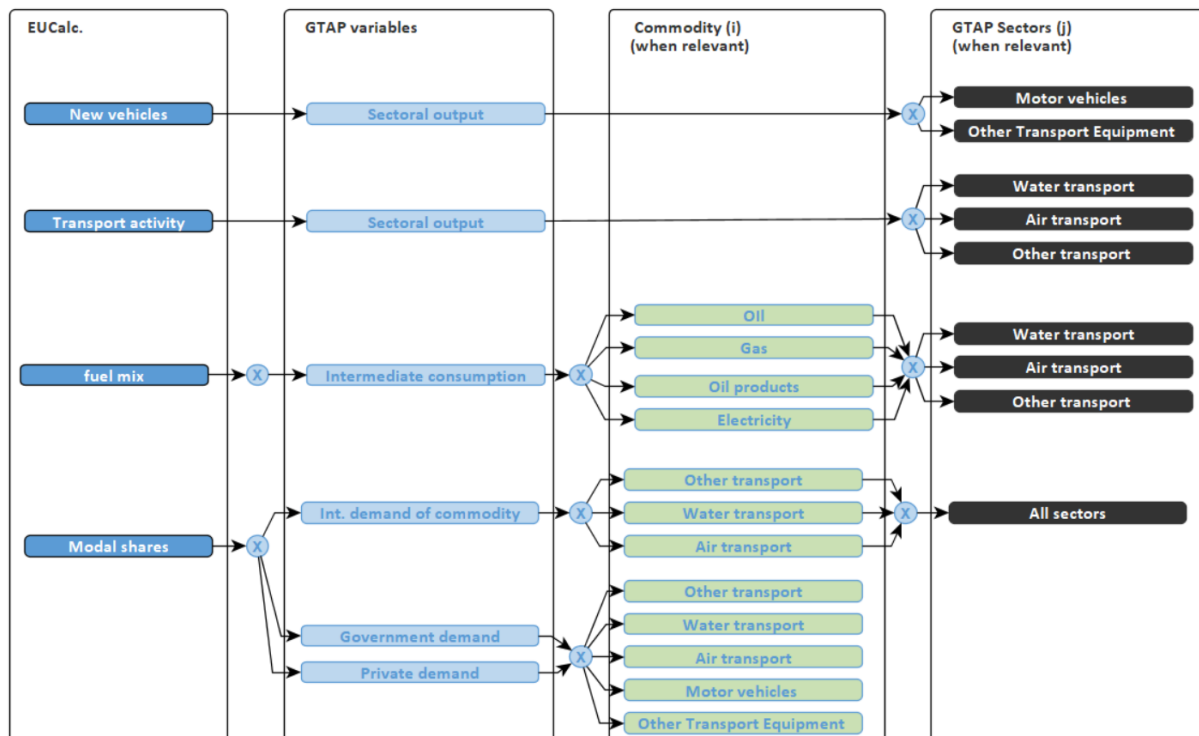 EUCalc.
GTAP variables
Commodity (i)
(when relevant)
GTAP Sectors (j)
(when relevant)
New vehicles
Sectoral output
X
Motor vehicles
Other Transport Equipment
Transport activity
Sectoral output
X
Water transport
Air transport
Other transport
fuel mix
X
Intermediate consumption
X
OIl
Gas
Oil products
Electricity
X
Water transport
Air transport
Other transport
Modal shares
X
Int. demand of commodity
X
Other transport
Water transport
Air transport
X
All sectors
Government demand
Private demand
X
Other transport
Water transport
Air transport
Motor vehicles
Other Transport Equipment